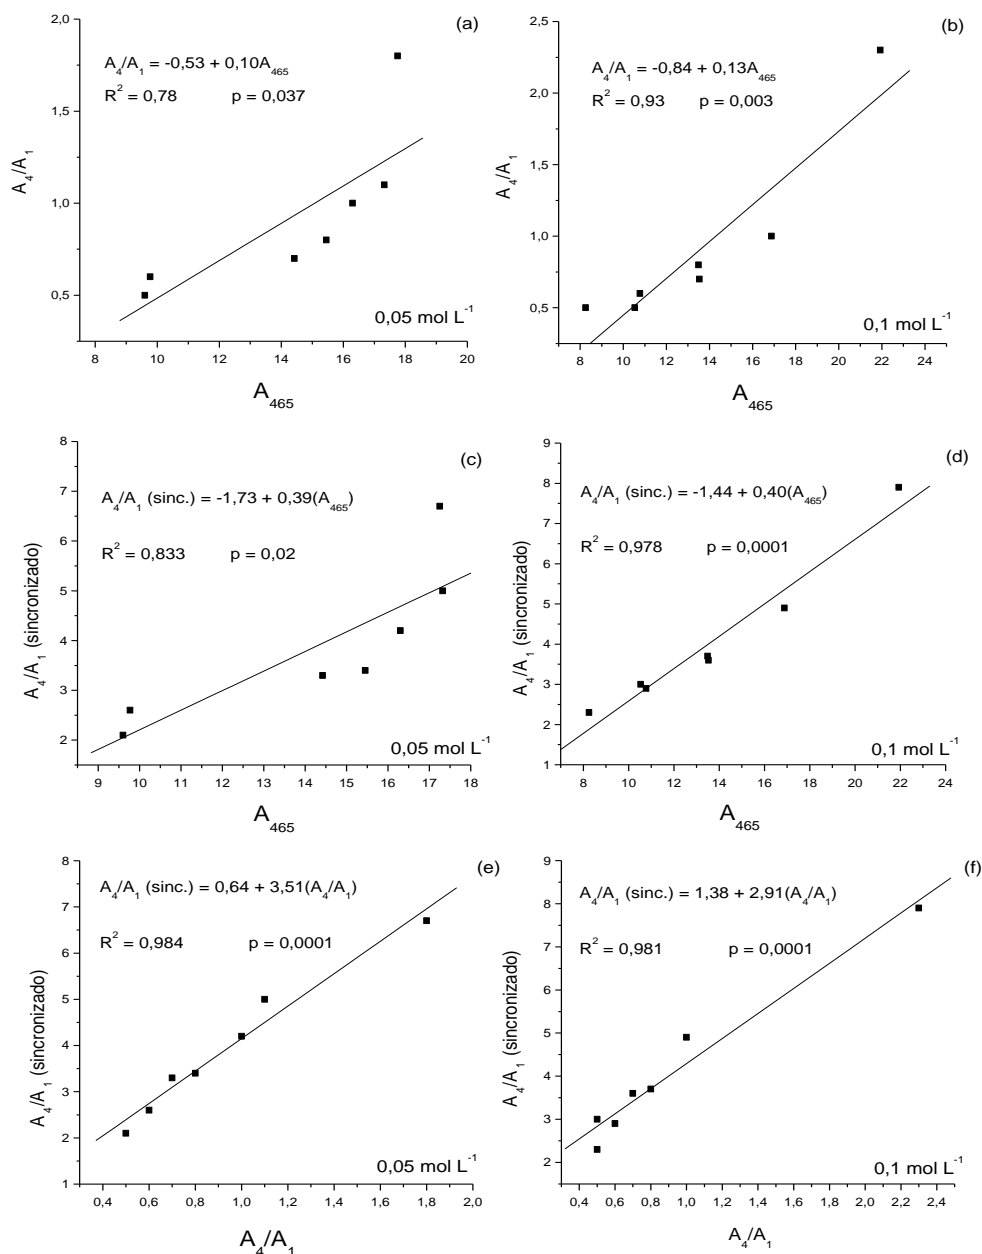 (a)
A₄/A₁ = -0,53 + 0,10A₄₆₅
R² = 0,78 p = 0,037
2,0
1,5
1,0
0,5
A₄/A₁
0,05 mol L⁻¹
8 10 12 14 16 18 20
A₄₆₅
(b)
A₄/A₁ = -0,84 + 0,13A₄₆₅
R² = 0,93 p = 0,003
2,5
2,0
1,5
1,0
0,5
A₄/A₁
0,1 mol L⁻¹
6 8 10 12 14 16 18 20 22 24
A₄₆₅
(c)
A₄/A₁ (sinc.) = -1,73 + 0,39(A₄₆₅)
R² = 0,833 p = 0,02
8
7
6
5
4
3
2
A₄/A₁ (sincronizado)
0,05 mol L⁻¹
9 10 11 12 13 14 15 16 17 18
A₄₆₅
(d)
A₄/A₁ (sinc.) = -1,44 + 0,40(A₄₆₅)
R² = 0,978 p = 0,0001
9
8
7
6
5
4
3
2
1
A₄/A₁ (sincronizado)
0,1 mol L⁻¹
8 10 12 14 16 18 20 22 24
A₄₆₅
(e)
A₄/A₁ (sinc.) = 0,64 + 3,51(A₄/A₁)
R² = 0,984 p = 0,0001
8
7
6
5
4
3
2
1
A₄/A₁ (sincronizado)
0,05 mol L⁻¹
0,4 0,6 0,8 1,0 1,2 1,4 1,6 1,8 2,0
A₄/A₁
(f)
A₄/A₁ (sinc.) = 1,38 + 2,91(A₄/A₁)
R² = 0,981 p = 0,0001
9
8
7
6
5
4
3
2
A₄/A₁ (sincronizado)
0,1 mol L⁻¹
0,4 0,6 0,8 1,0 1,2 1,4 1,6 1,8 2,0 2,2 2,4
A₄/A₁